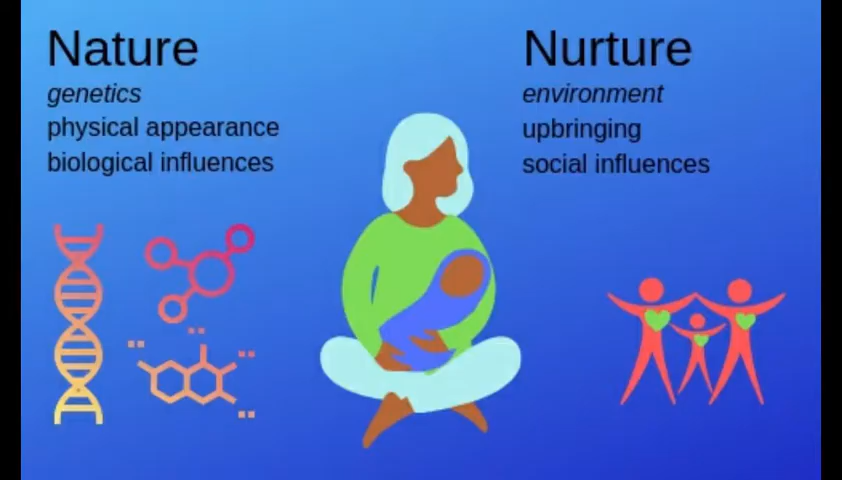 Nature
genetics
physical appearance
biological influences
Nurture
environment
upbringing
social influences